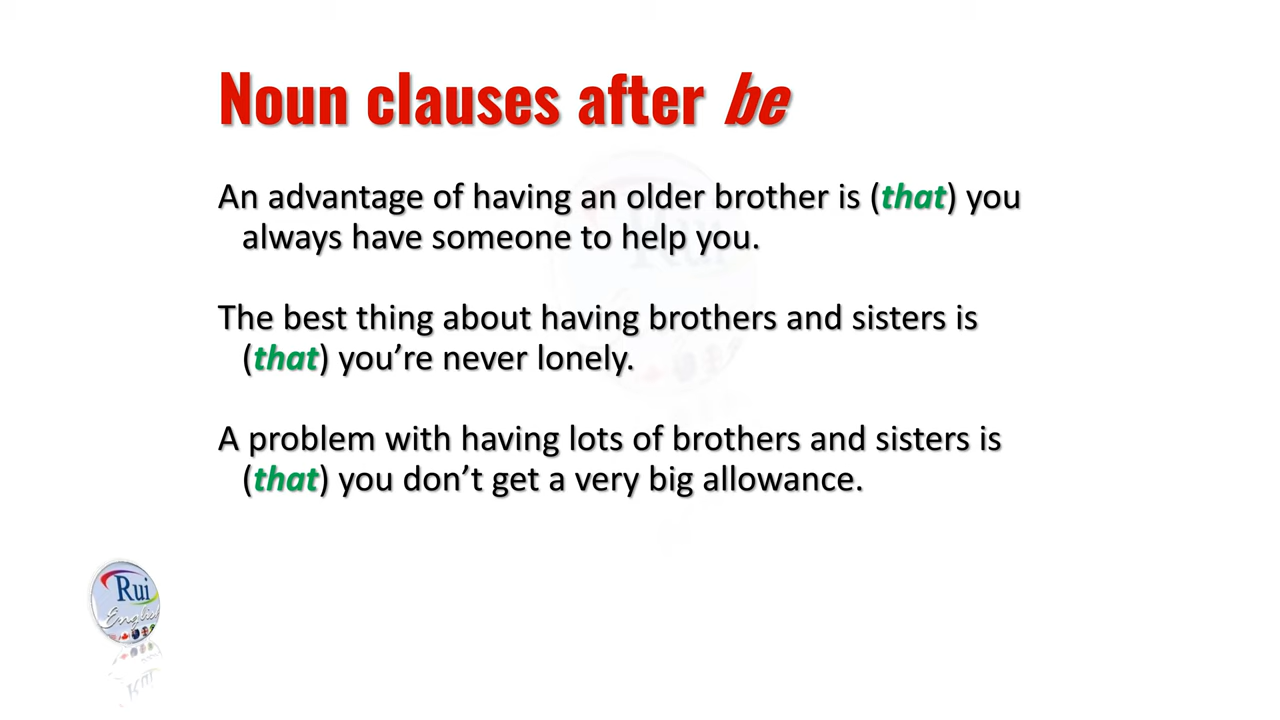 Noun clauses after be
An advantage of having an older brother is (that) you
always have someone to help you.
The best thing about having brothers and sisters is
(that) you’re never lonely.
A problem with having lots of brothers and sisters is
(that) you don’t get a very big allowance.
Rui
English